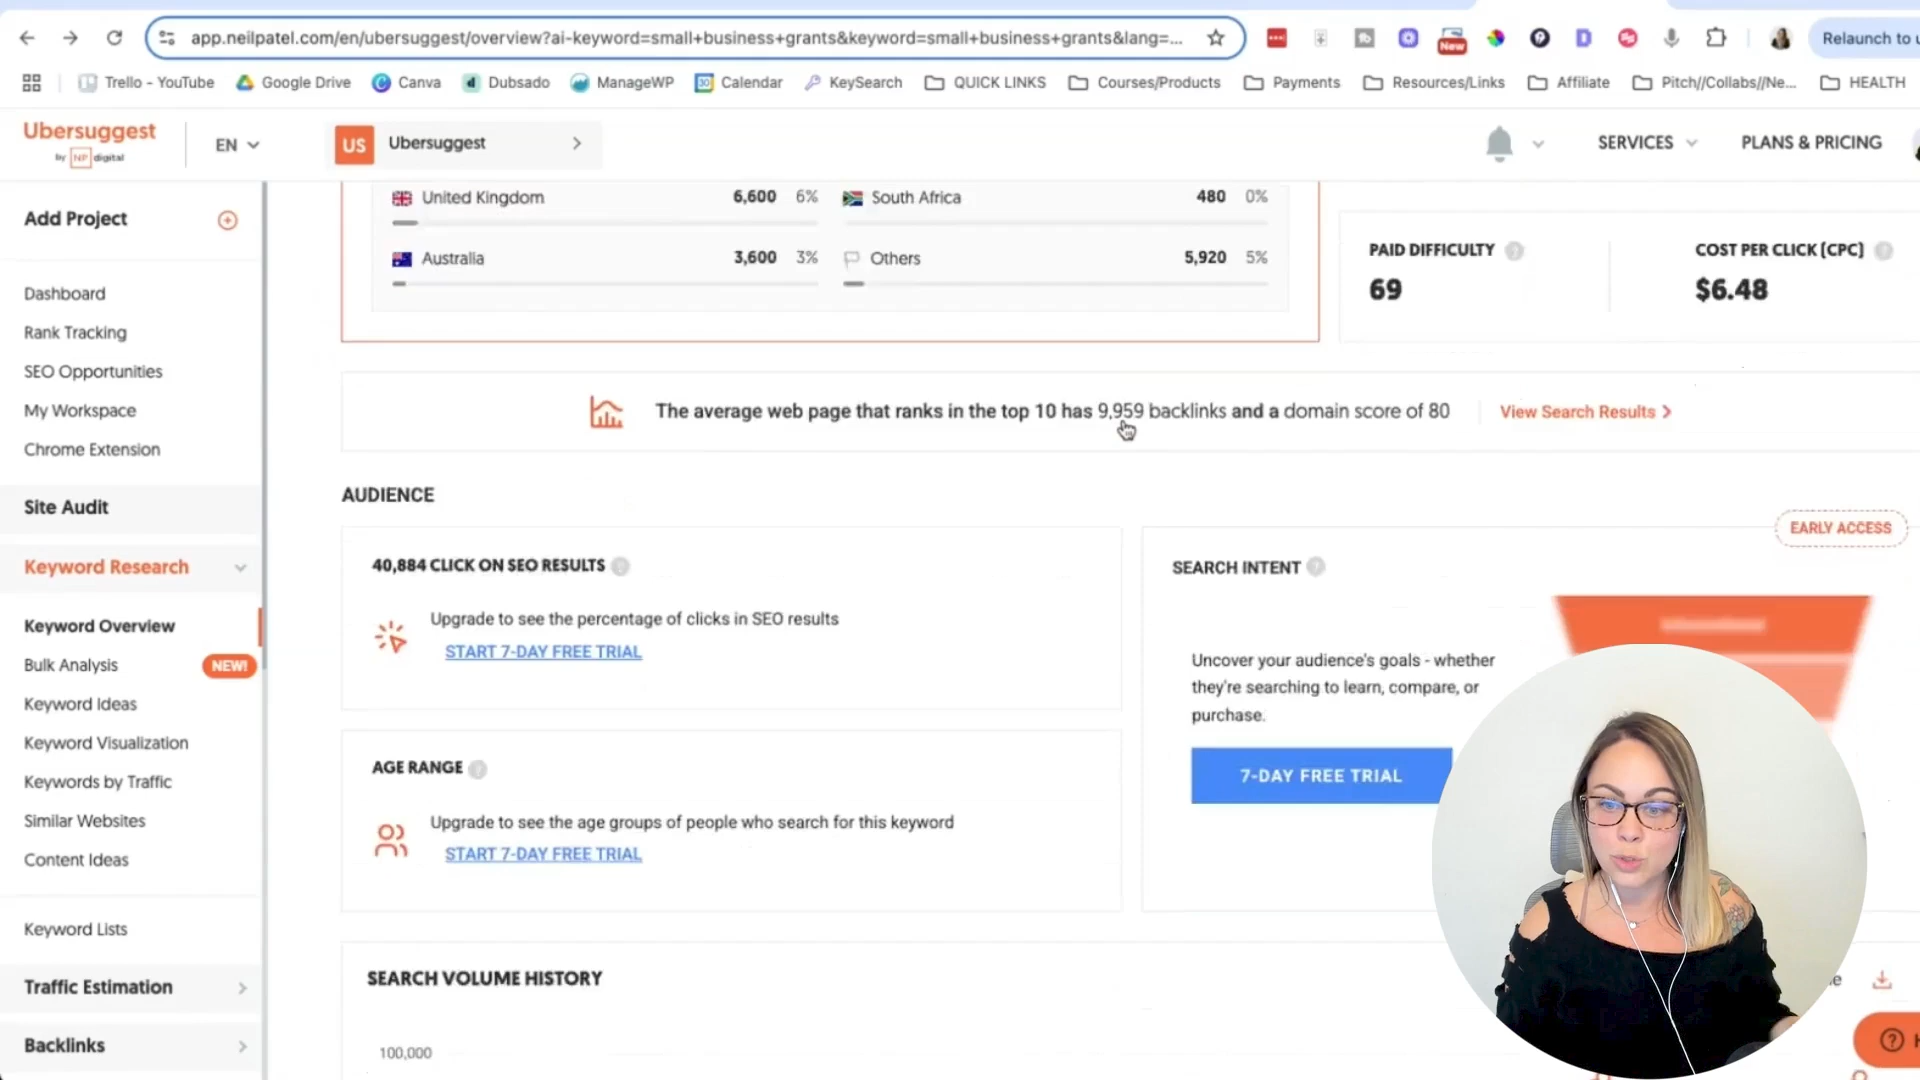 app.neilpatel.com/en/ubersuggest/overview?ai-keyword=small+business+grants&keyword=small+business+grants&lang=...
New
Relaunch to u
Trello - YouTube
Google Drive
Canva
Dubsado
ManageWP
Calendar
KeySearch
QUICK LINKS
Courses/Products
Payments
Resources/Links
Affiliate
Pitch//Collabs//Ne...
HEALTH
Ubersuggest
by NP digital
EN
US
Ubersuggest
SERVICES
PLANS & PRICING
Add Project
Dashboard
Rank Tracking
SEO Opportunities
My Workspace
Chrome Extension
Site Audit
Keyword Research
Keyword Overview
Bulk Analysis NEW!
Keyword Ideas
Keyword Visualization
Keywords by Traffic
Similar Websites
Content Ideas
Keyword Lists
Traffic Estimation
Backlinks
United Kingdom 6,600 6%
South Africa 480 0%
Australia 3,600 3%
Others 5,920 5%
PAID DIFFICULTY
69
COST PER CLICK (CPC)
$6.48
The average web page that ranks in the top 10 has 9,959 backlinks and a domain score of 80
View Search Results
AUDIENCE
40,884 CLICK ON SEO RESULTS
Upgrade to see the percentage of clicks in SEO results
START 7-DAY FREE TRIAL
AGE RANGE
Upgrade to see the age groups of people who search for this keyword
START 7-DAY FREE TRIAL
EARLY ACCESS
SEARCH INTENT
Uncover your audience's goals - whether
they're searching to learn, compare, or
purchase.
7-DAY FREE TRIAL
SEARCH VOLUME HISTORY
100,000